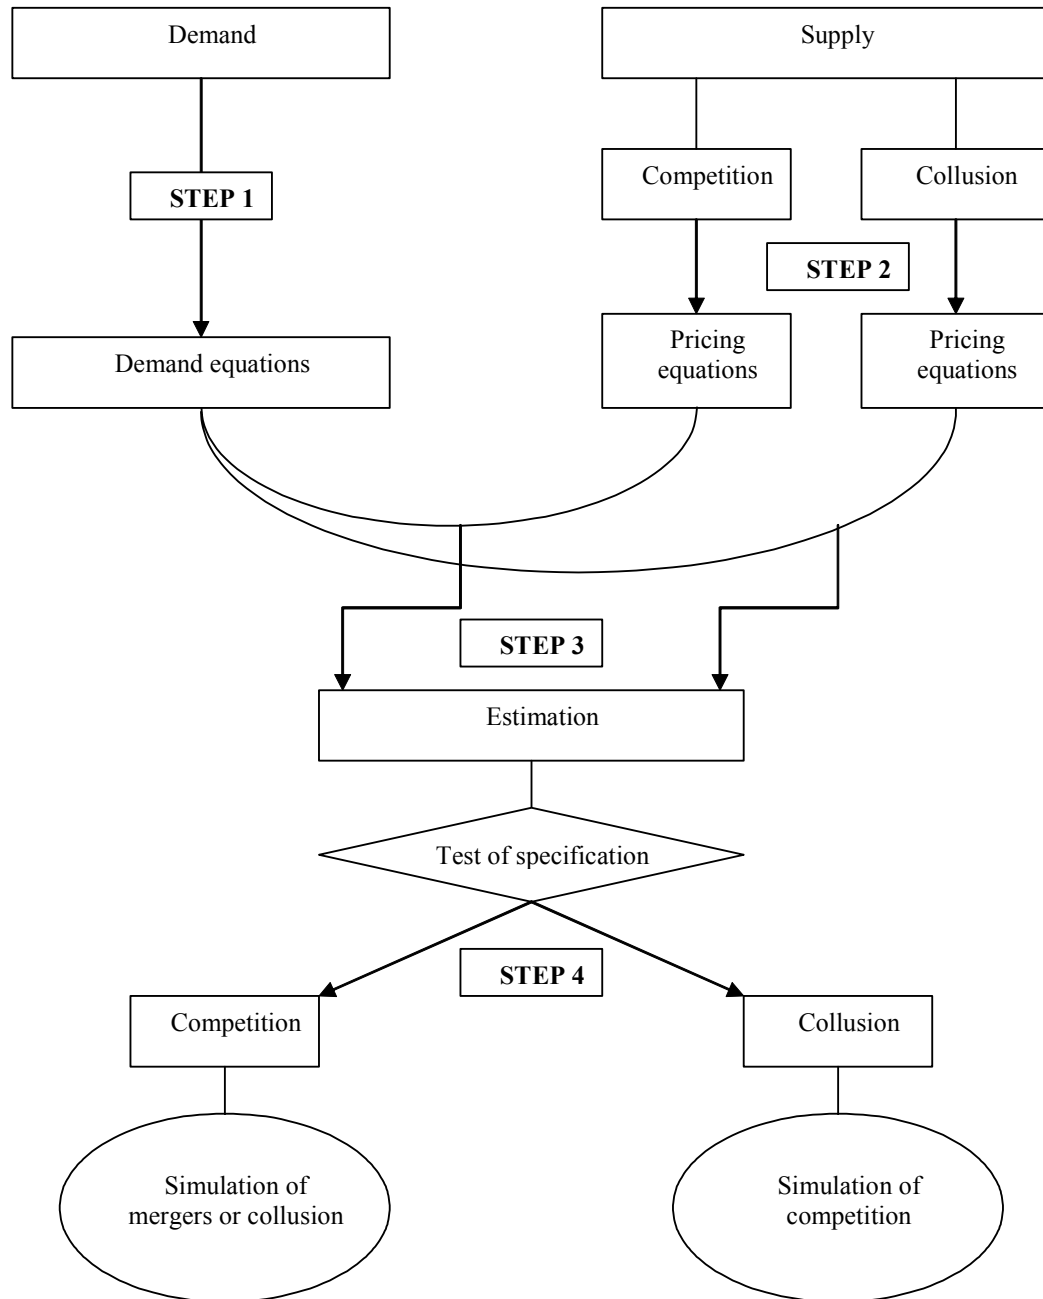 Demand
Supply
Competition
Collusion
STEP 1
STEP 2
Demand equations
Pricing
equations
Pricing
equations
STEP 3
Estimation
Test of specification
STEP 4
Competition
Collusion
Simulation of
mergers or collusion
Simulation of
competition